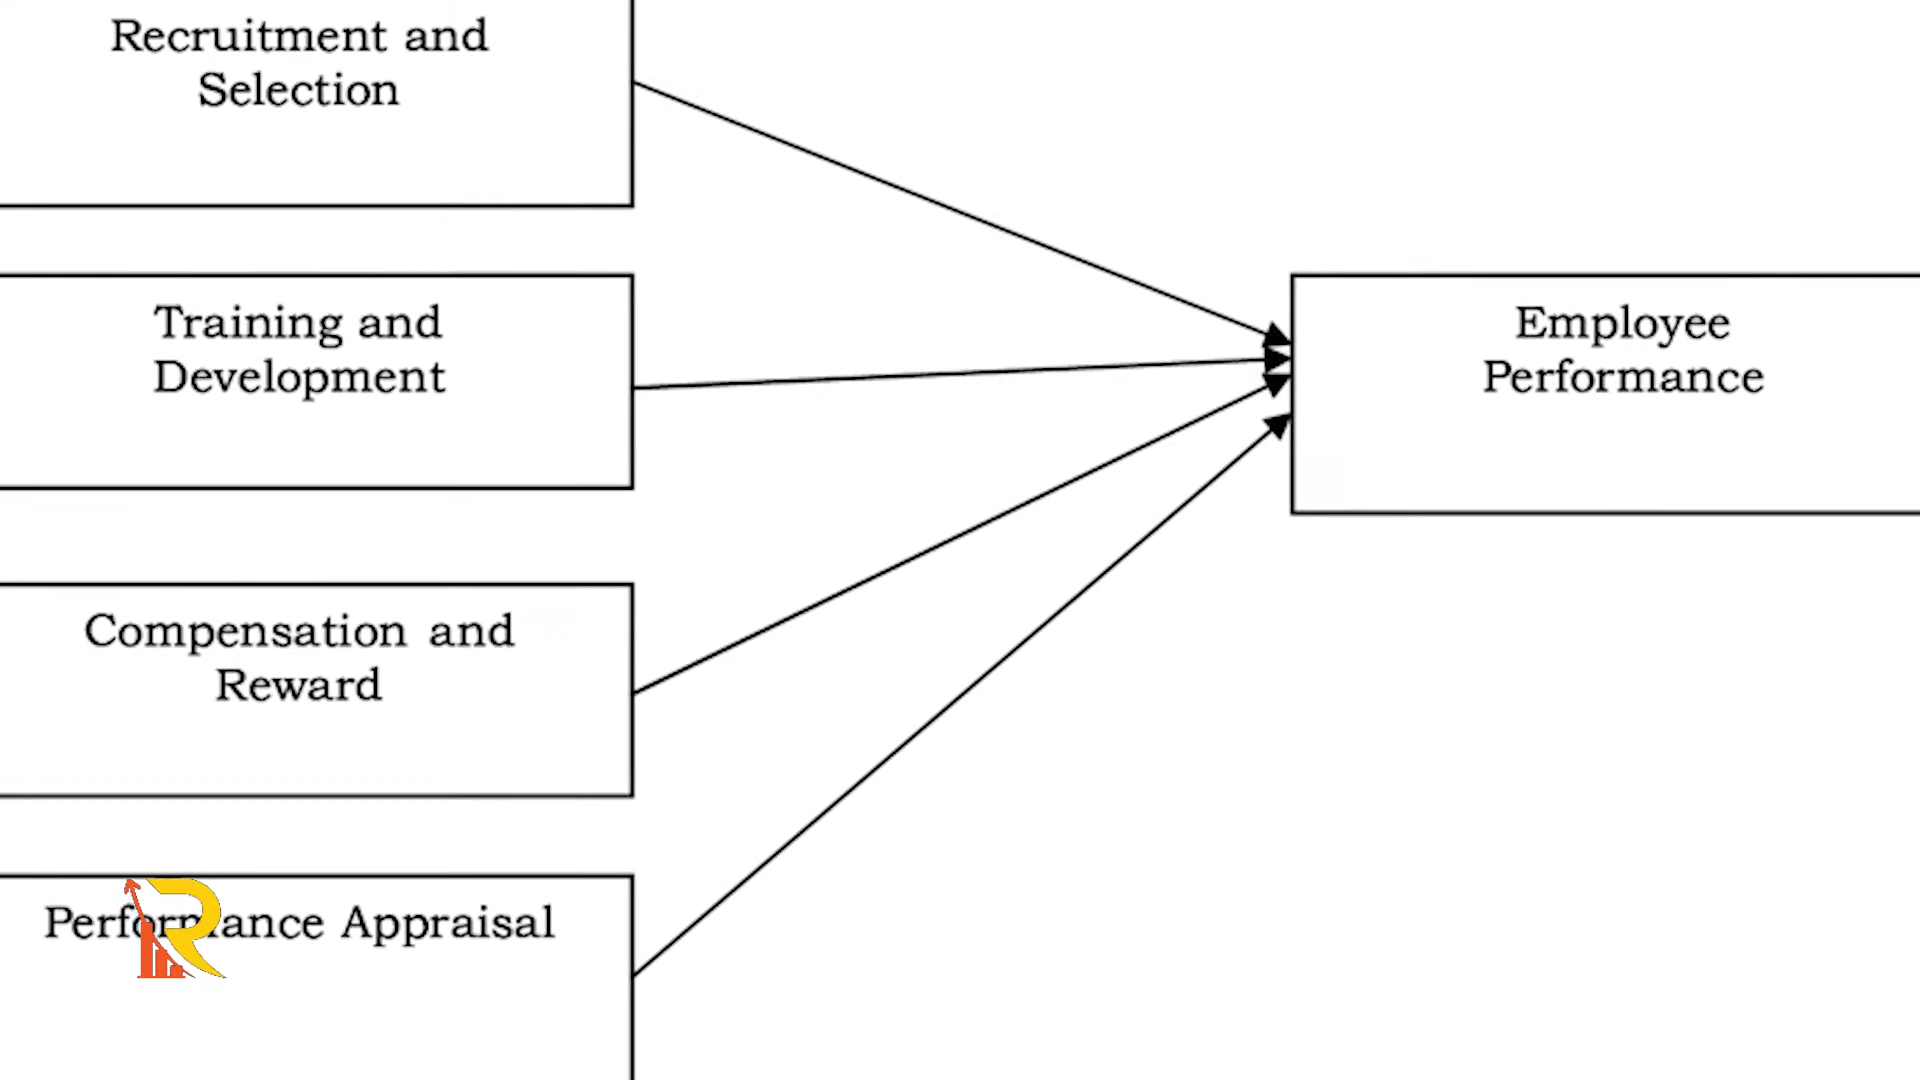 Recruitment and
Selection
Training and
Development
Employee
Performance
Compensation and
Reward
Performance Appraisal